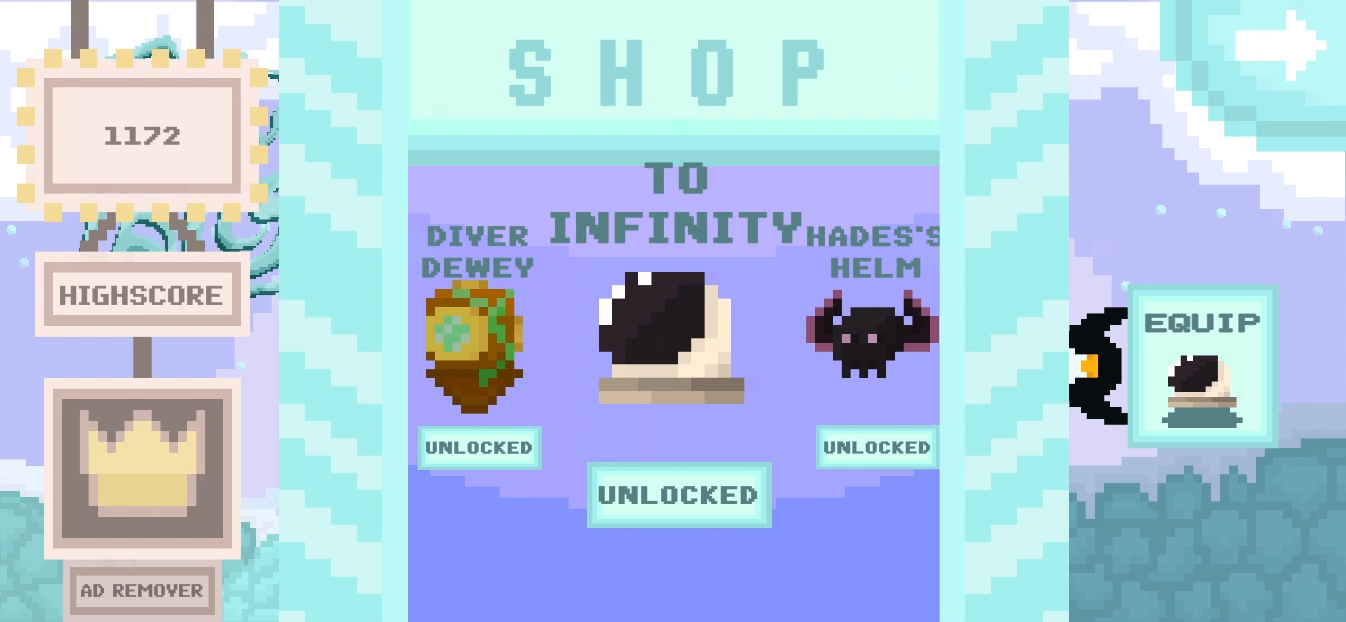 1172
HIGHSCORE
AD REMOVER
SHOP
DIVER
DEWEY
UNLOCKED
TO
INFINITY
UNLOCKED
HADES'S
HELM
UNLOCKED
EQUIP